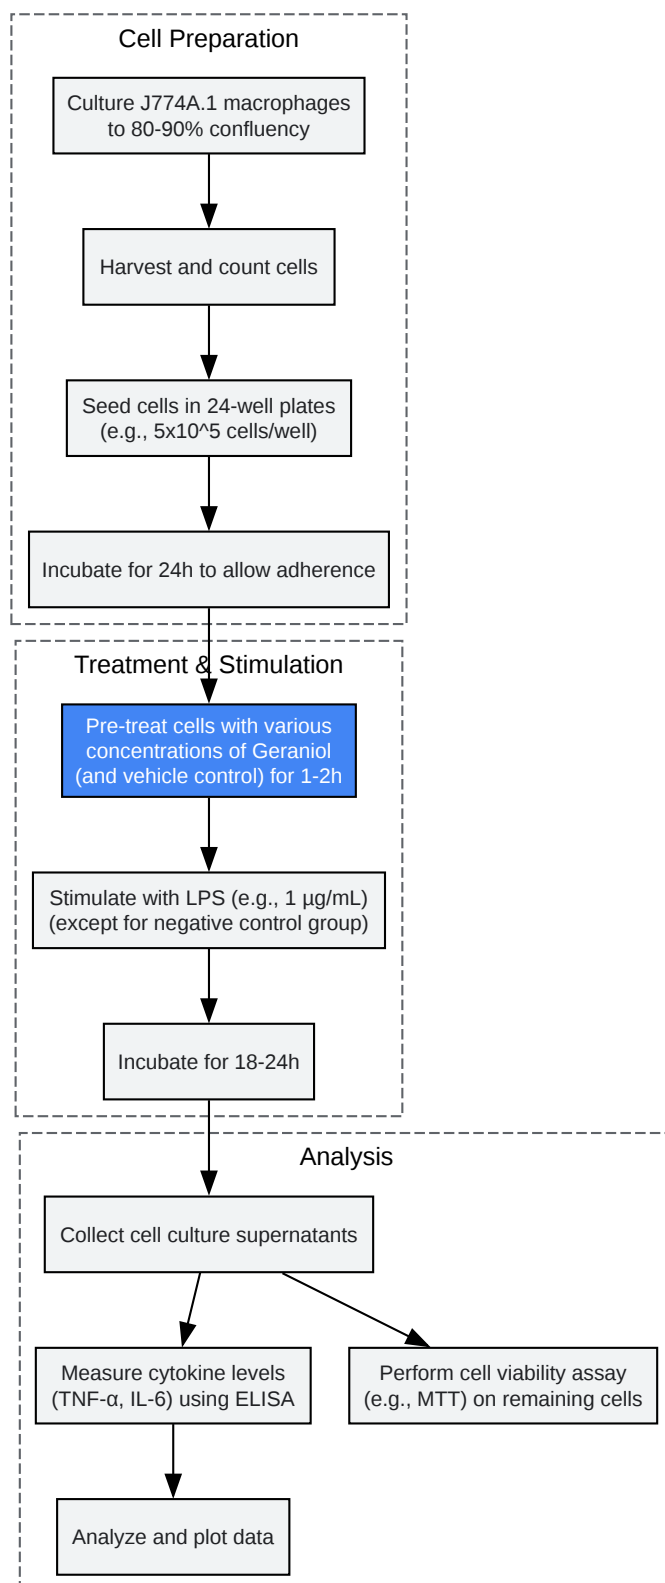 Cell Preparation
Culture J774A.1 macrophages
to 80-90% confluency
Harvest and count cells
Seed cells in 24-well plates
(e.g., 5x10^5 cells/well)
Incubate for 24h to allow adherence
Treatment & Stimulation
Pre-treat cells with various
concentrations of Geraniol
(and vehicle control) for 1-2h
Stimulate with LPS (e.g., 1 µg/mL)
(except for negative control group)
Incubate for 18-24h
Analysis
Collect cell culture supernatants
Measure cytokine levels
(TNF-α, IL-6) using ELISA
Perform cell viability assay
(e.g., MTT) on remaining cells
Analyze and plot data